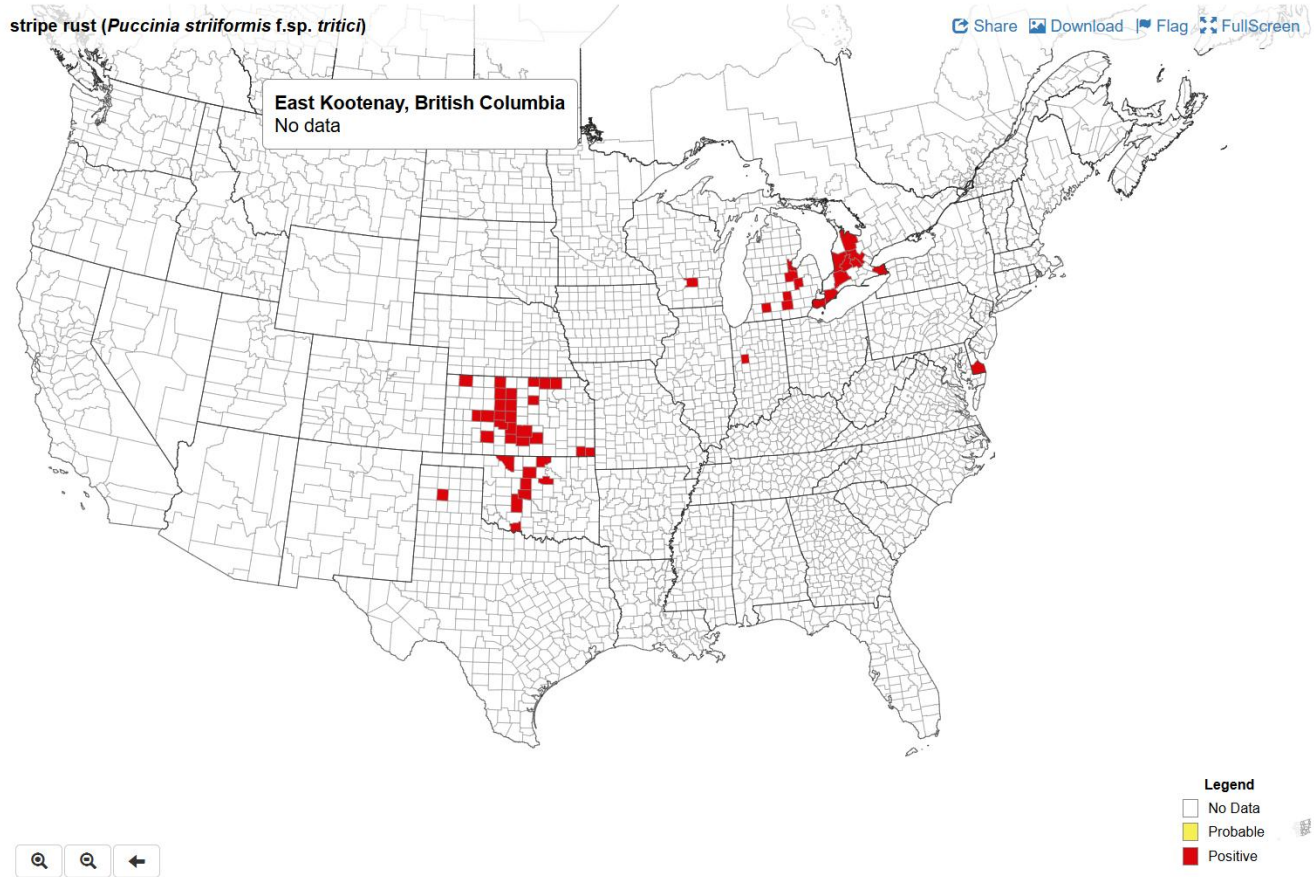 stripe rust (Puccinia striiformis f.sp. tritici)
Share Download Flag FullScreen
East Kootenay, British Columbia
No data
Legend
No Data
Probable
Positive